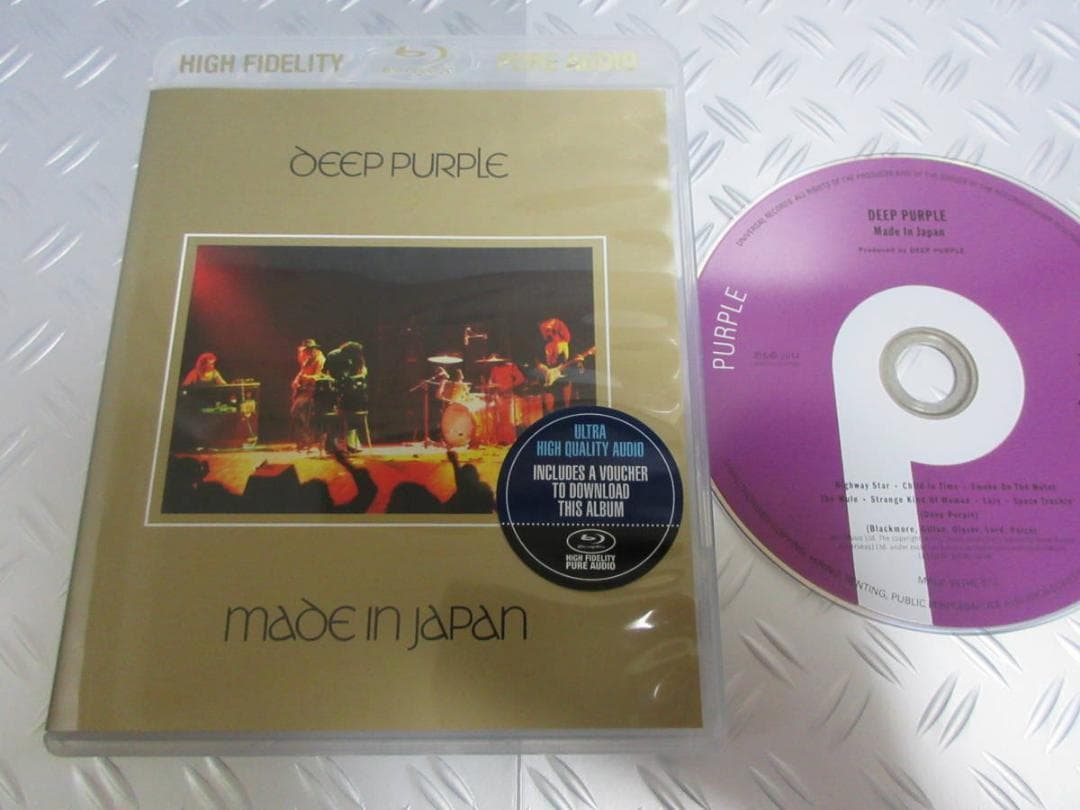 HIGH FIDELITY
PURE AUDIO
DEEP PURPLE
ULTRA
HIGH QUALITY AUDIO
INCLUDES A VOUCHER
TO DOWNLOAD
THIS ALBUM
HIGH FIDELITY
PURE AUDIO
MADE IN JAPAN
DEEP PURPLE
Made In Japan
Produced by DEEP PURPLE
PURPLE
Highway Star - Child In Time - Smoke On The Water
The Mule - Strange Kind Of Woman - Lazy - Space Truckin'
(Deep Purple)
(Blackmore, Gillan, Glover, Lord, Paice)